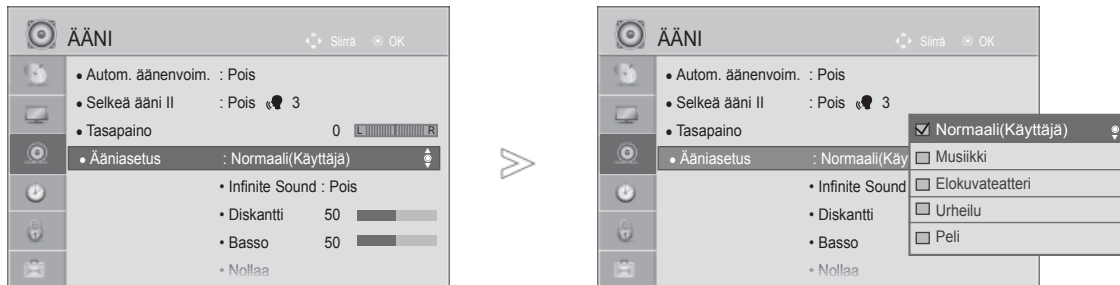 ÄÄNI Siirrä OK
• Autom. äänenvoim. : Pois
• Selkeä ääni II : Pois 3
• Tasapaino 0 L R
• Ääniasetus : Normaali(Käyttäjä)
• Infinite Sound : Pois
• Diskantti 50
• Basso 50
• Nollaa
ÄÄNI Siirrä OK
• Autom. äänenvoim. : Pois
• Selkeä ääni II : Pois 3
• Tasapaino
• Ääniasetus : Normaali(Käy
• Infinite Sound
• Diskantti
• Basso
• Nollaa
Normaali(Käyttäjä)
Musiikki
Elokuvateatteri
Urheilu
Peli